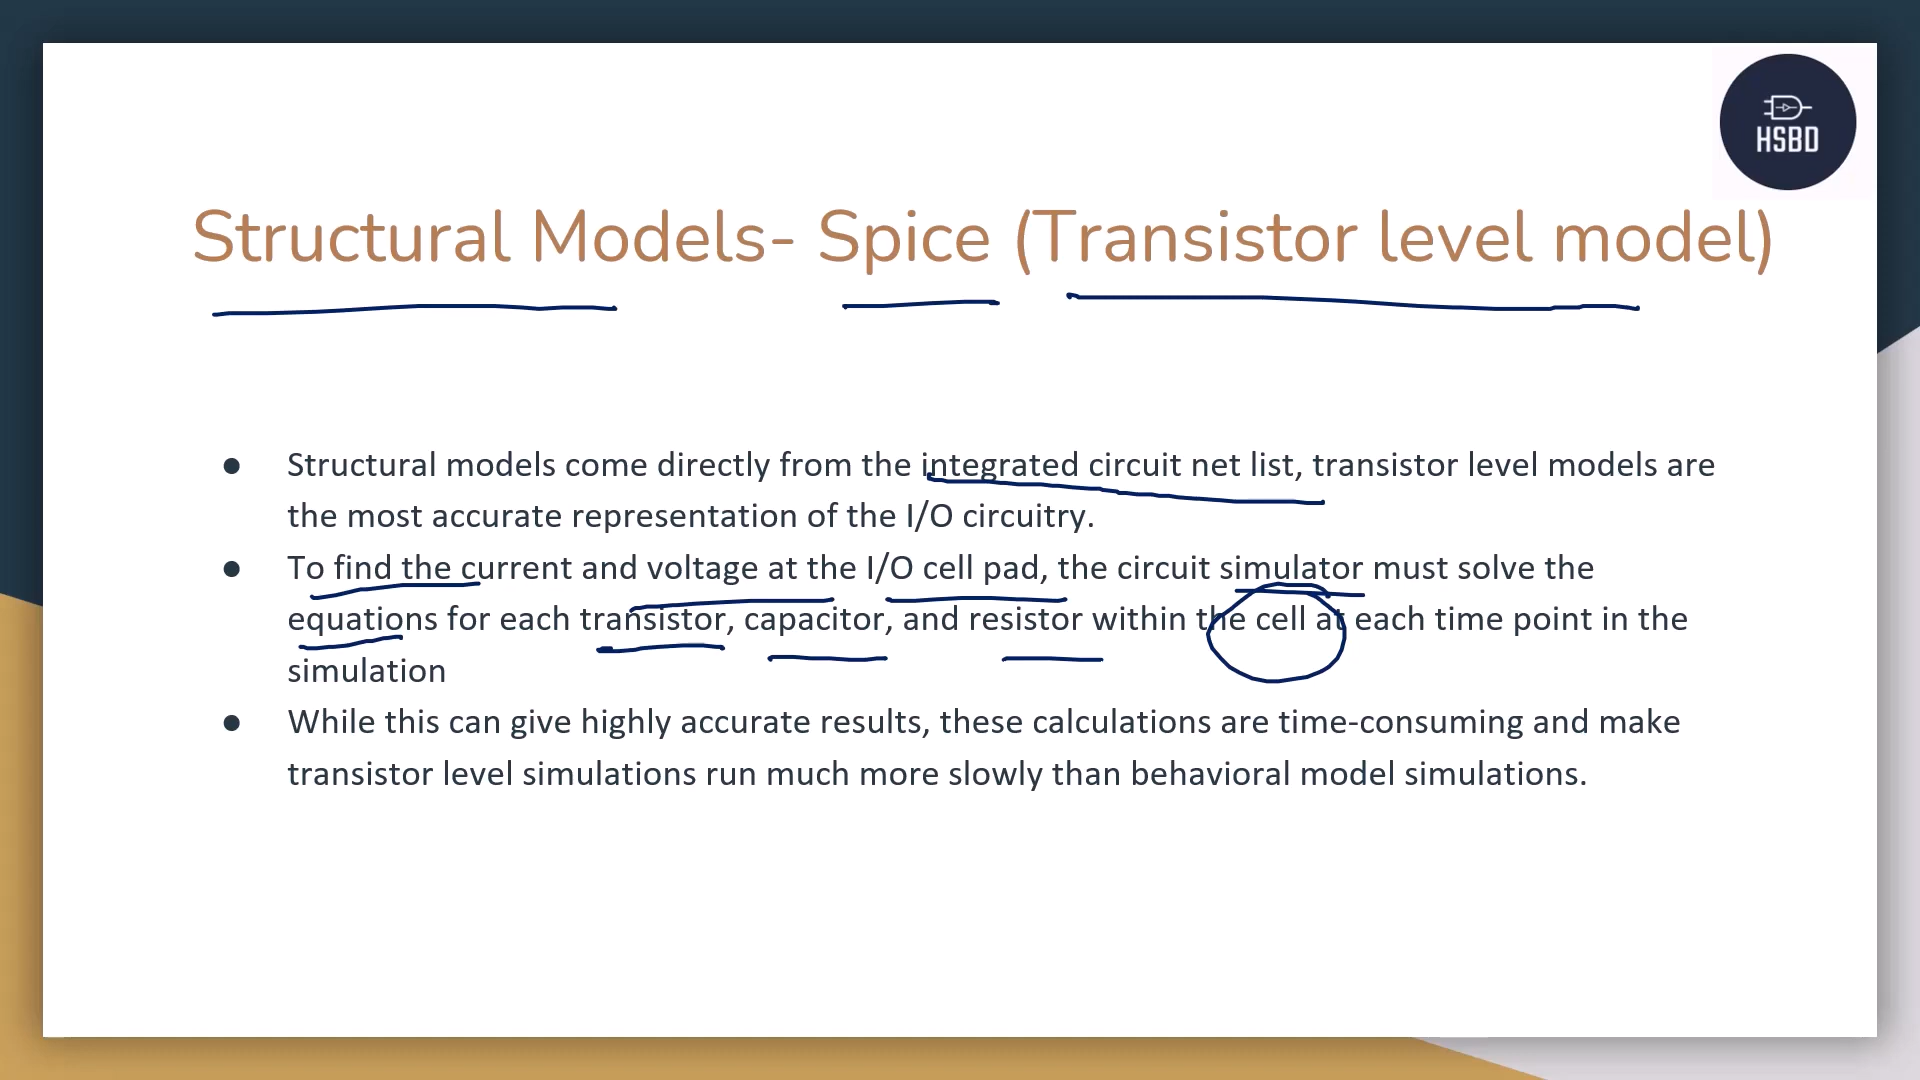 HSBD
Structural Models- Spice (Transistor level model)
● Structural models come directly from the integrated circuit net list, transistor level models are
the most accurate representation of the I/O circuitry.
● To find the current and voltage at the I/O cell pad, the circuit simulator must solve the
equations for each transistor, capacitor, and resistor within the cell at each time point in the
simulation
● While this can give highly accurate results, these calculations are time-consuming and make
transistor level simulations run much more slowly than behavioral model simulations.